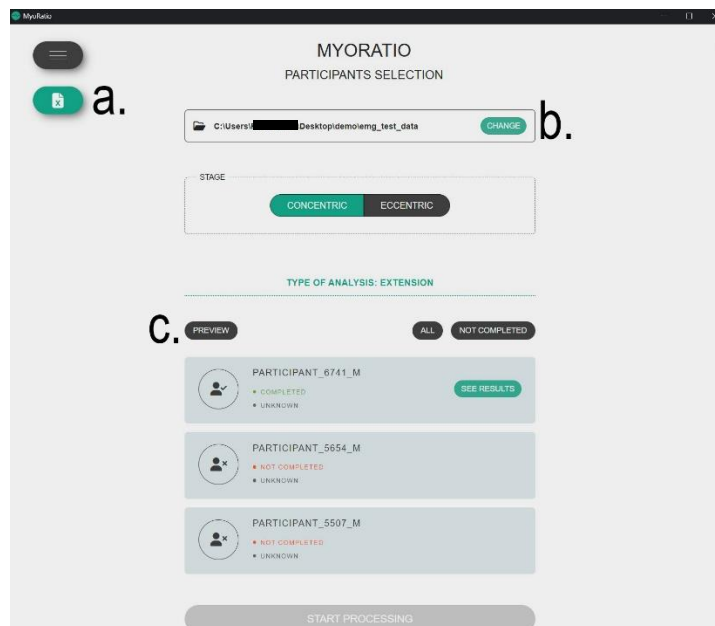 MyoRatio
MYORATIO
PARTICIPANTS SELECTION
a.
C:\Users\ Desktop\demo\emg_test_data
CHANGE
b.
STAGE
CONCENTRIC ECCENTRIC
TYPE OF ANALYSIS: EXTENSION
c.
PREVIEW
ALL
NOT COMPLETED
PARTICIPANT_6741_M
• COMPLETED
• UNKNOWN
SEE RESULTS
PARTICIPANT_5654_M
• NOT COMPLETED
• UNKNOWN
PARTICIPANT_5507_M
• NOT COMPLETED
• UNKNOWN
START PROCESSING